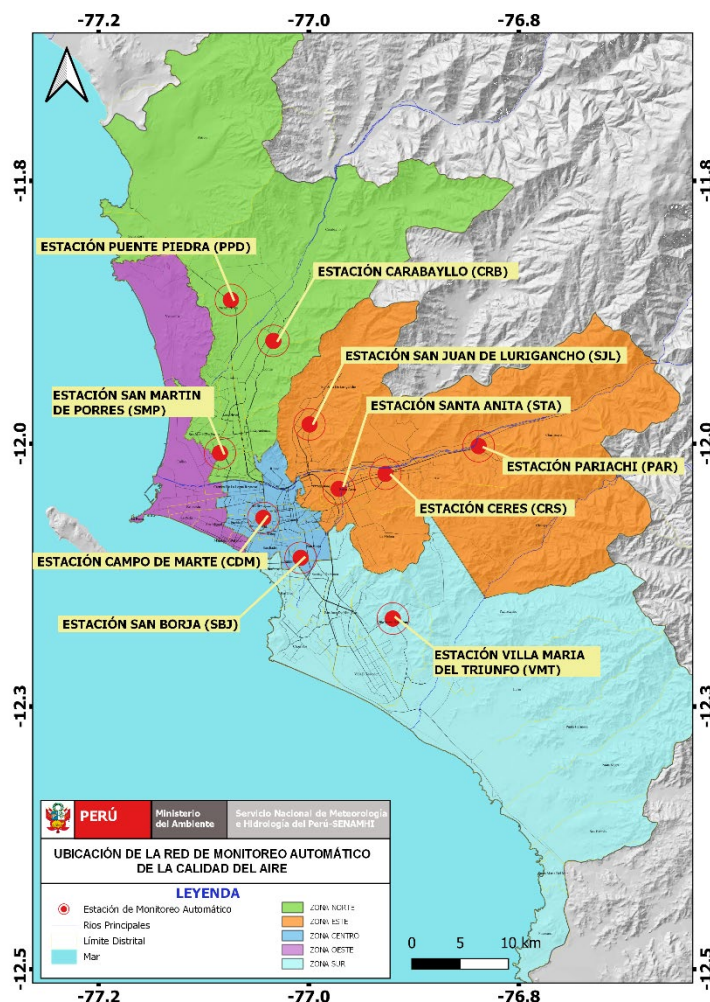 -77.2
-77.0
-76.8
-11.8
-11.8
ESTACIÓN PUENTE PIEDRA (PPD)
ESTACIÓN CARABAYLLO (CRB)
ESTACIÓN SAN JUAN DE LURIGANCHO (SJL)
ESTACIÓN SAN MARTIN
DE PORRES (SMP)
ESTACIÓN SANTA ANITA (STA)
-12.0
-12.0
ESTACIÓN PARIACHI (PAR)
ESTACIÓN CERES (CRS)
ESTACIÓN CAMPO DE MARTE (CDM)
ESTACIÓN SAN BORJA (SBJ)
ESTACIÓN VILLA MARIA
DEL TRIUNFO (VMT)
-12.3
-12.3
PERÚ
Ministerio
del Ambiente
Servicio Nacional de Meteorología
e Hidrología del Perú-SENAMHI
UBICACIÓN DE LA RED DE MONITOREO AUTOMÁTICO
DE LA CALIDAD DEL AIRE
LEYENDA
Estación de Monitoreo Automático
Rios Principales
Límite Distrital
Mar
ZONA NORTE
ZONA ESTE
ZONA CENTRO
ZONA OESTE
ZONA SUR
0 5 10 km
-12.5
-12.5
-77.2
-77.0
-76.8